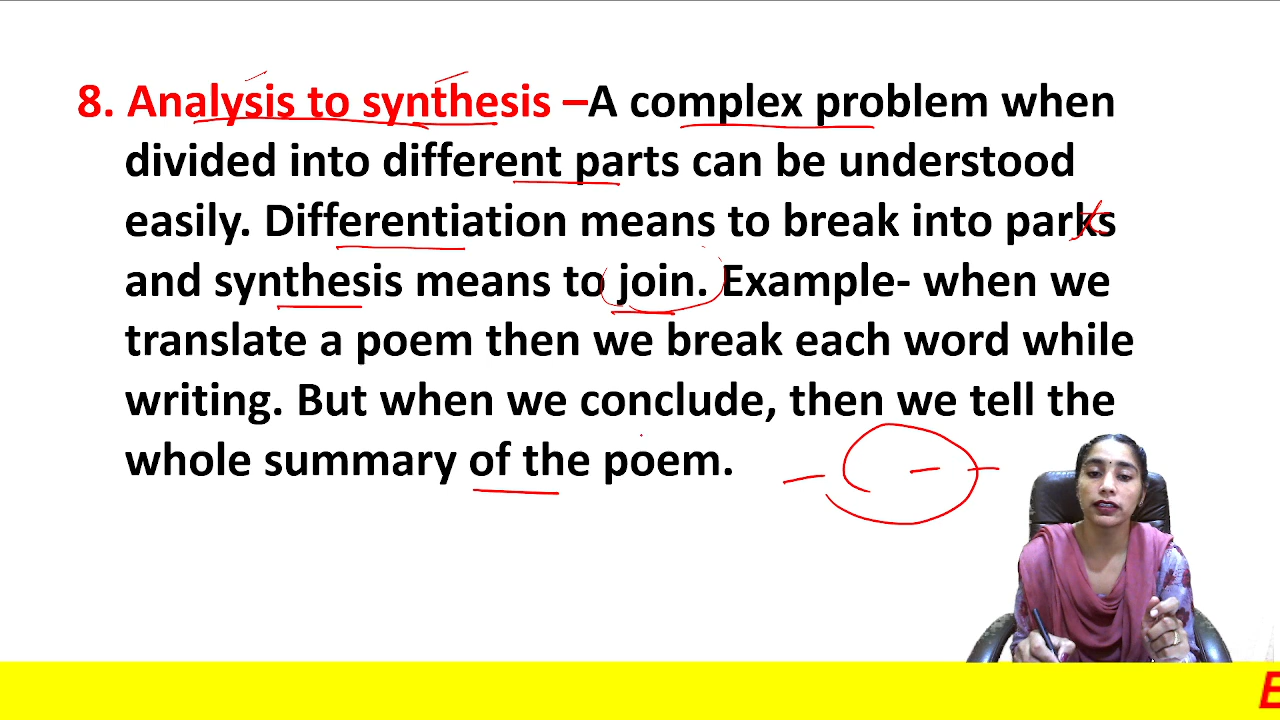 8. Analysis to synthesis –A complex problem when
divided into different parts can be understood
easily. Differentiation means to break into parks
and synthesis means to join. Example- when we
translate a poem then we break each word while
writing. But when we conclude, then we tell the
whole summary of the poem.